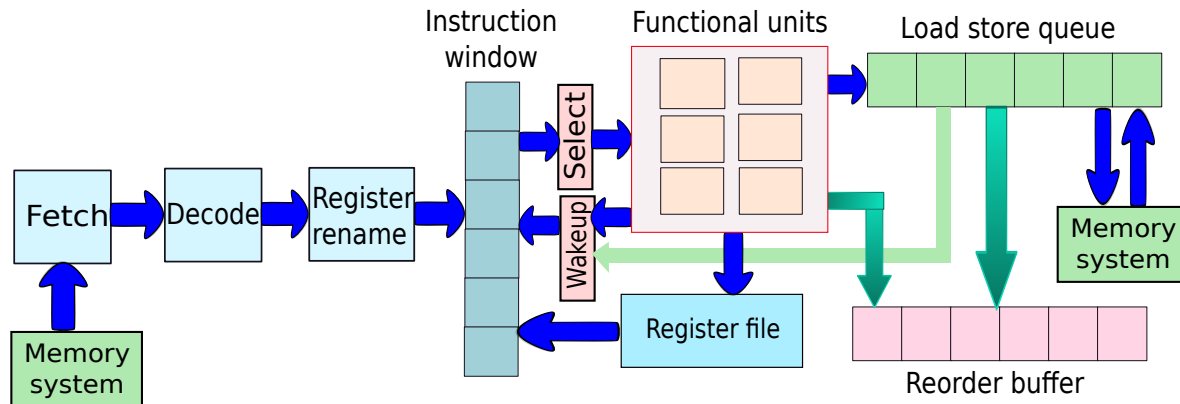 Instruction
window
Functional units
Load store queue
Select
Fetch
Decode
Register
rename
Wakeup
Memory
system
Register file
Memory
system
Reorder buffer